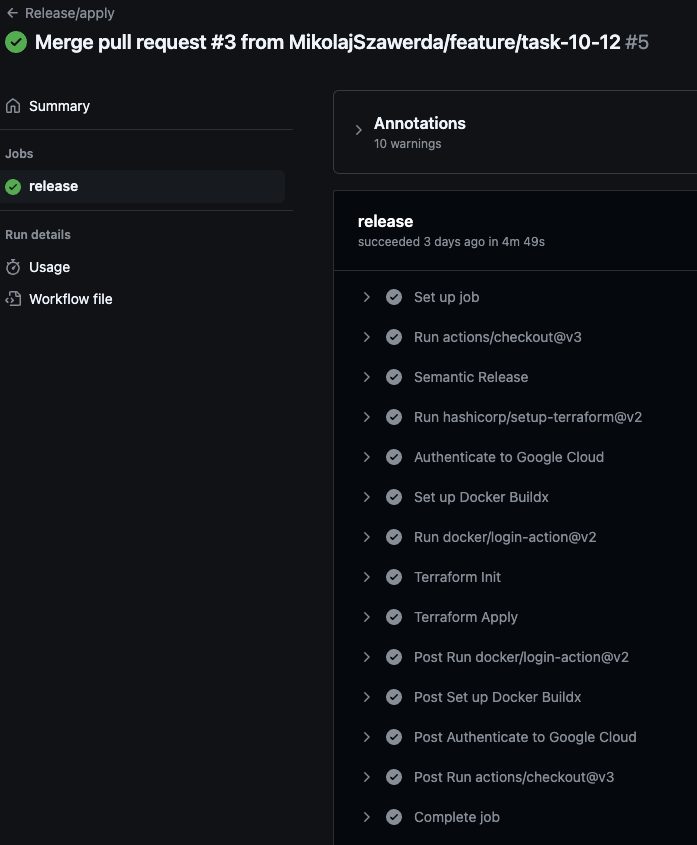 Release/apply
Merge pull request #3 from MikolajSzawerda/feature/task-10-12 #5
Summary
Jobs
release
Run details
Usage
Workflow file
Annotations
10 warnings
release
succeeded 3 days ago in 4m 49s
Set up job
Run actions/checkout@v3
Semantic Release
Run hashicorp/setup-terraform@v2
Authenticate to Google Cloud
Set up Docker Buildx
Run docker/login-action@v2
Terraform Init
Terraform Apply
Post Run docker/login-action@v2
Post Set up Docker Buildx
Post Authenticate to Google Cloud
Post Run actions/checkout@v3
Complete job